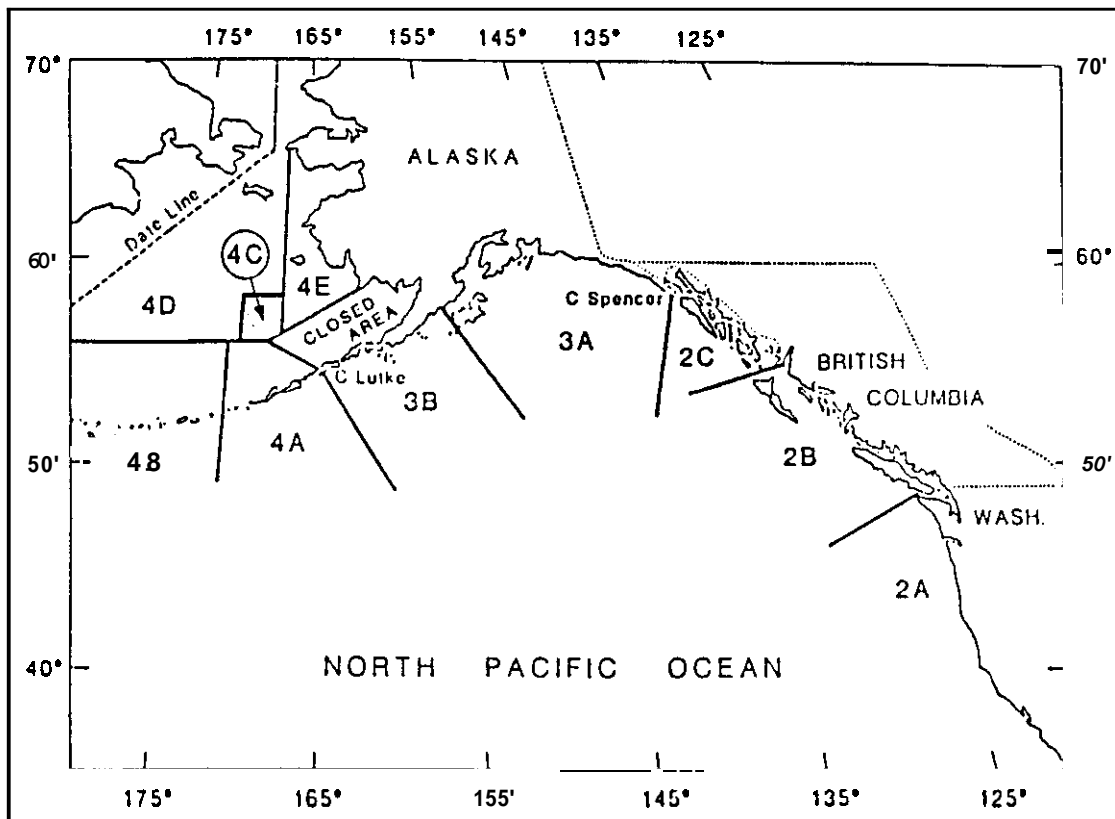 175° 165° 155° 145° 135° 125°
70° 70'
ALASKA
Date Line
60' 60°
4C
4E
4D
CLOSED
AREA
C Spencer
3A
2C
BRITISH
C Lutke
3B
COLUMBIA
4A
4B
2B
50' 50'
WASH.
2A
40° 40°
NORTH PACIFIC OCEAN
175° 165° 155' 145° 135° 125°